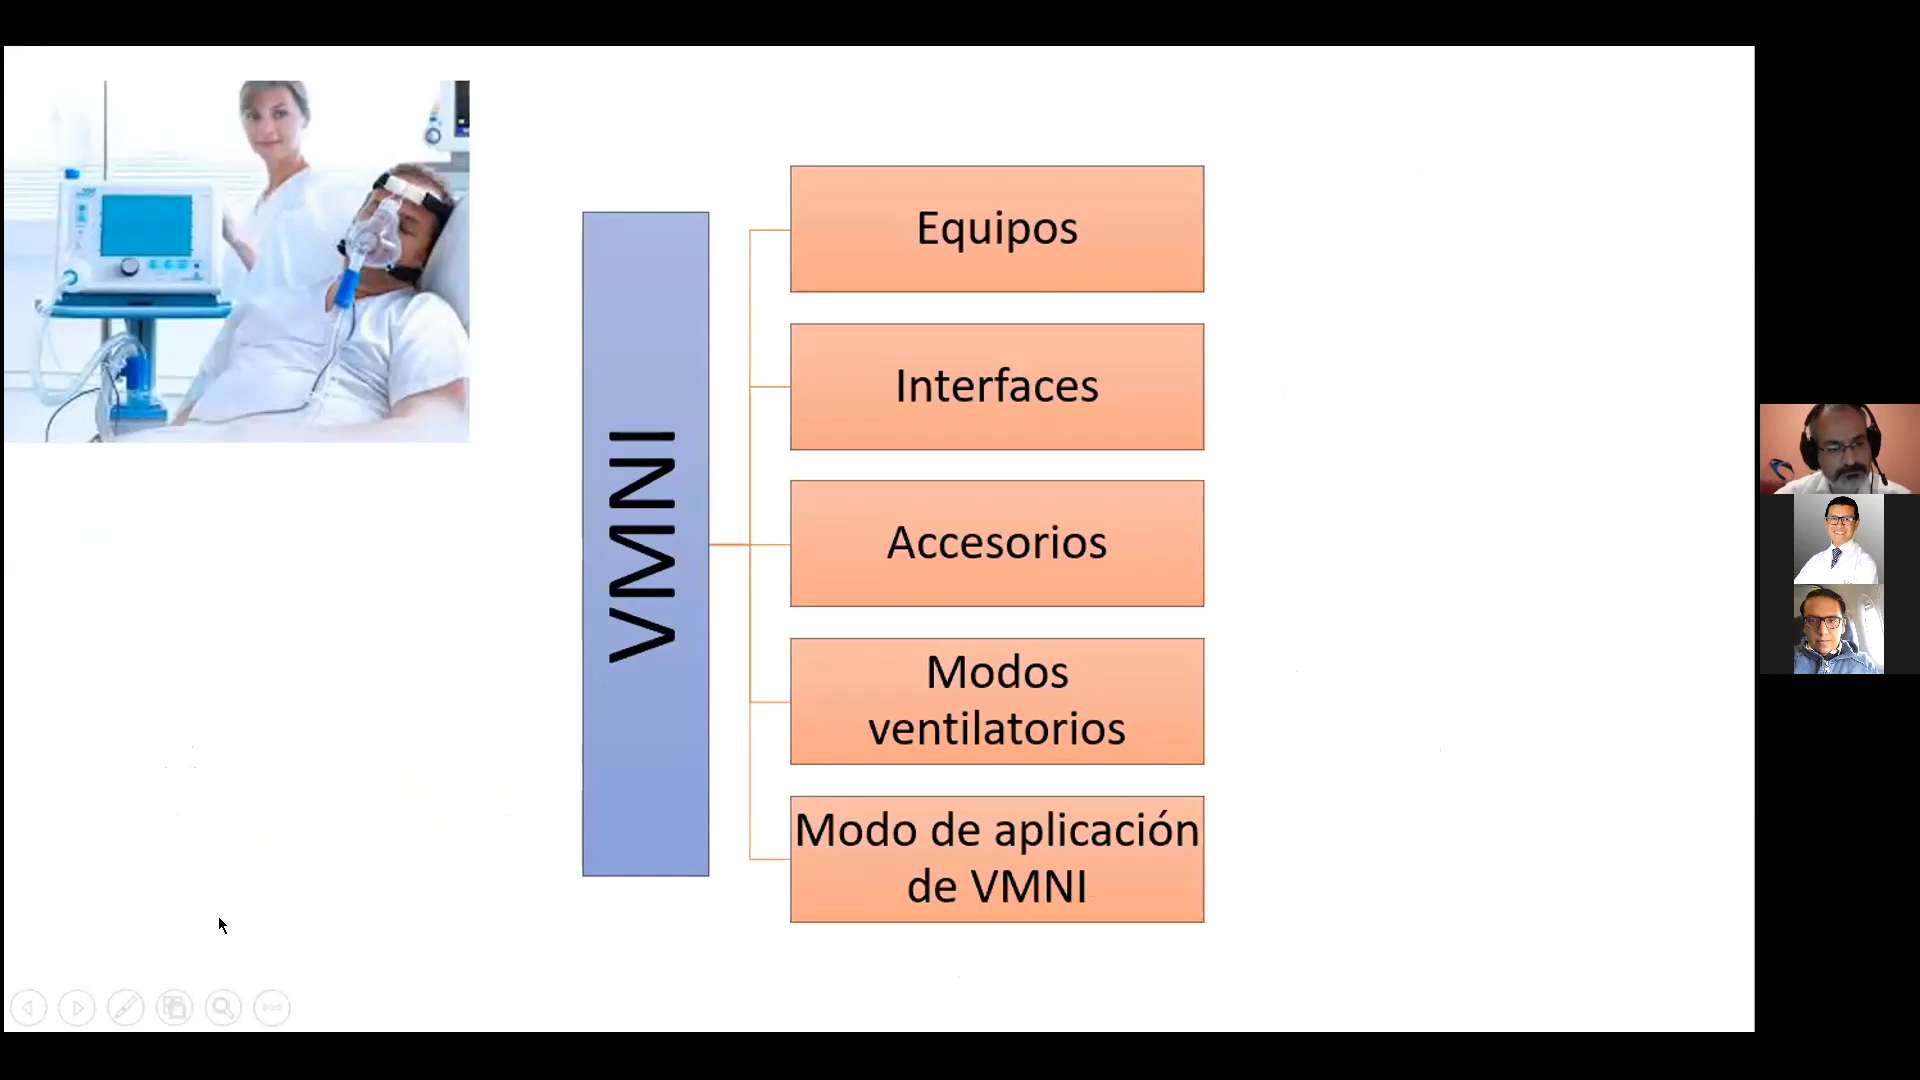 VMNI
Equipos
Interfaces
Accesorios
Modos
ventilatorios
Modo de aplicación
de VMNI